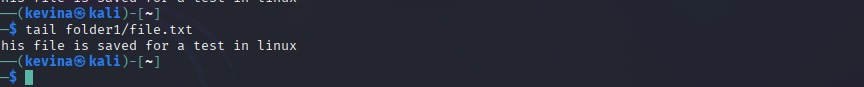 his file is saved for a test in linux
──(kevina㉿kali)-[~]
─$ tail folder1/file.txt
his file is saved for a test in linux
──(kevina㉿kali)-[~]
─$